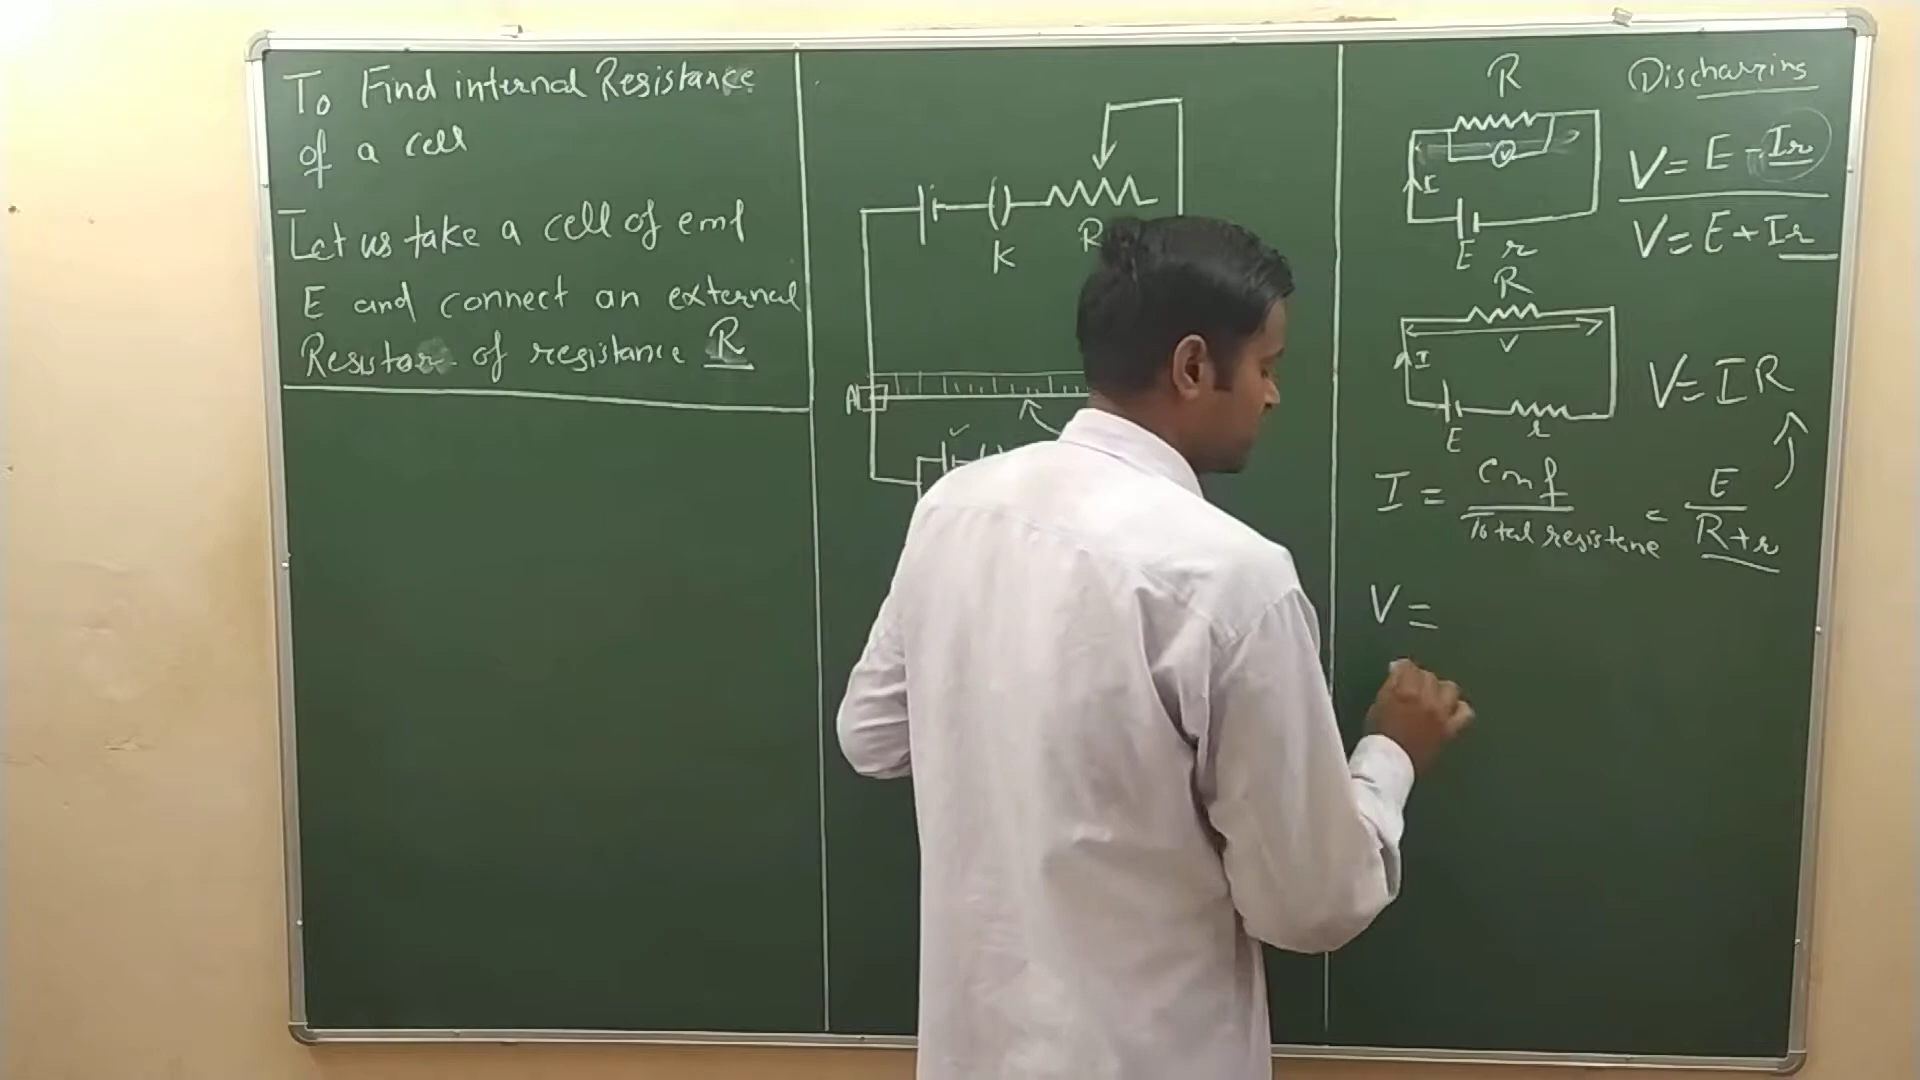 To Find internal Resistance
of a cell
Let us take a cell of emf
E and connect an external
Resistor of resistance R
K
R
A
R
V
I
E r
Discharging
V = E - Ir
V = E + Ir
R
V
I
E r
V = IR
I = emf / Total resistance = E / R+r
V =